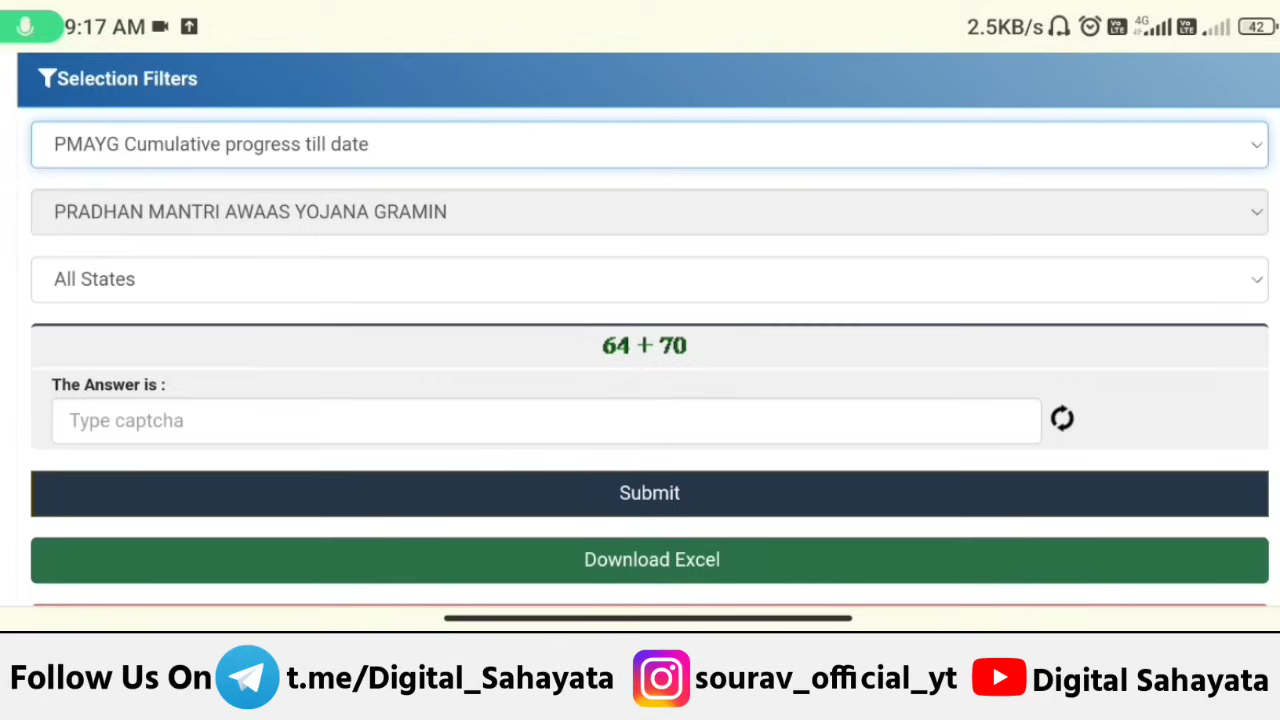 9:17 AM 2.5KB/s 4G 42
Selection Filters
PMAYG Cumulative progress till date
PRADHAN MANTRI AWAAS YOJANA GRAMIN
All States
64 + 70
The Answer is :
Type captcha
Submit
Download Excel
Follow Us On t.me/Digital_Sahayata sourav_official_yt Digital Sahayata